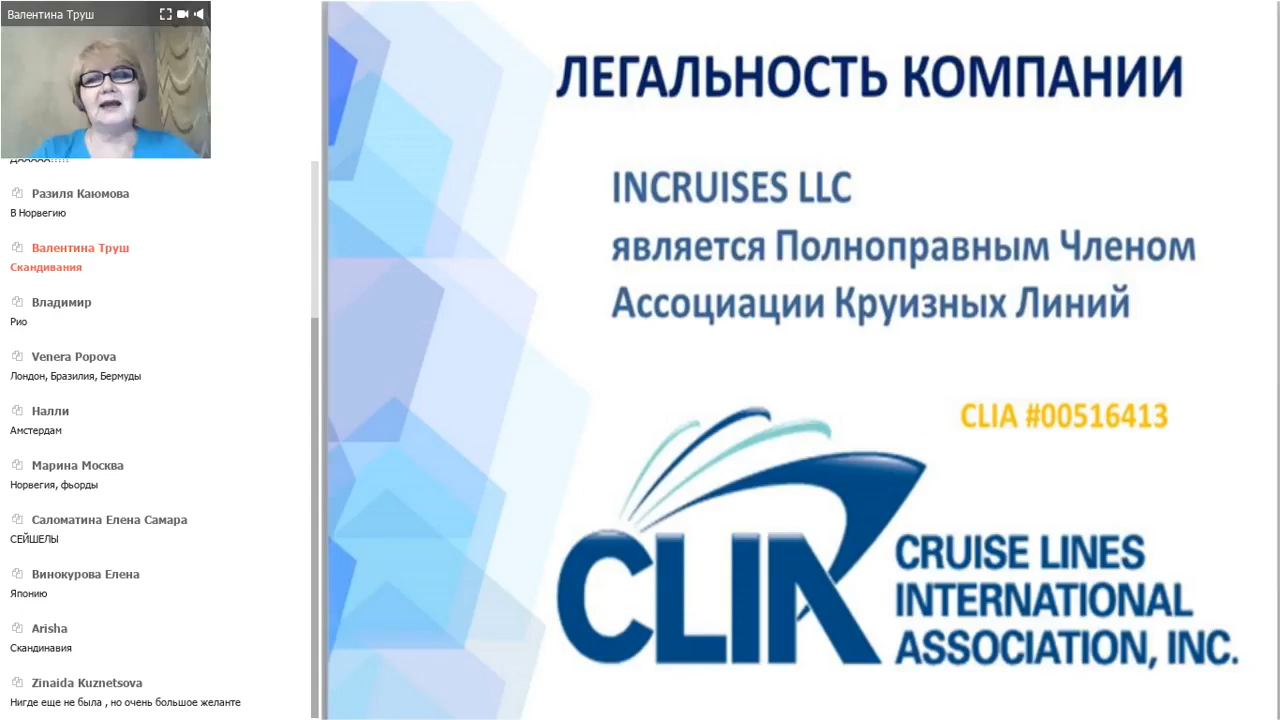 Валентина Труш
Разиля Каюмова
В Норвегию
Валентина Труш
Скандивания
Владимир
Рио
Venera Popova
Лондон, Бразилия, Бермуды
Налли
Амстердам
Марина Москва
Норвегия, фьорды
Саломатина Елена Самара
СЕЙШЕЛЫ
Винокурова Елена
Японию
Arisha
Скандинавия
Zinaida Kuznetsova
Нигде еще не была , но очень большое желанте
ЛЕГАЛЬНОСТЬ КОМПАНИИ
INCRUISES LLC
является Полноправным Членом
Ассоциации Круизных Линий
CLIA #00516413
CLIA
CRUISE LINES
INTERNATIONAL
ASSOCIATION, INC.